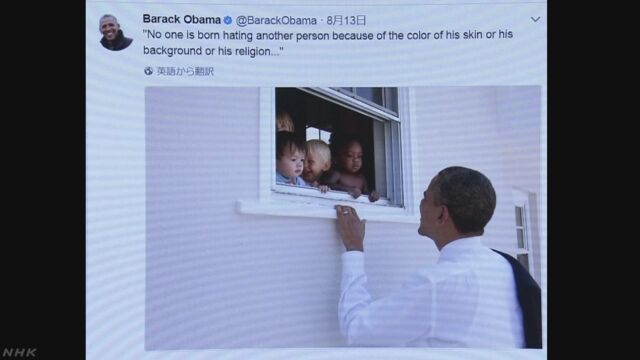 Barack Obama @BarackObama · 8月13日
"No one is born hating another person because of the color of his skin or his
background or his religion..."
英語から翻訳
NHK